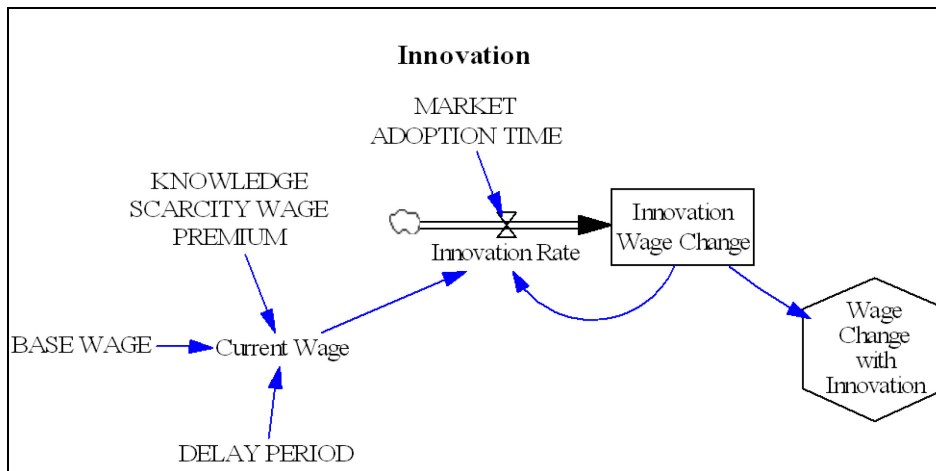 Innovation
MARKET
ADOPTION TIME
KNOWLEDGE
SCARCITY WAGE
PREMIUM
Innovation
Wage Change
Innovation Rate
Wage
Change
with
Innovation
BASE WAGE
Current Wage
DELAY PERIOD